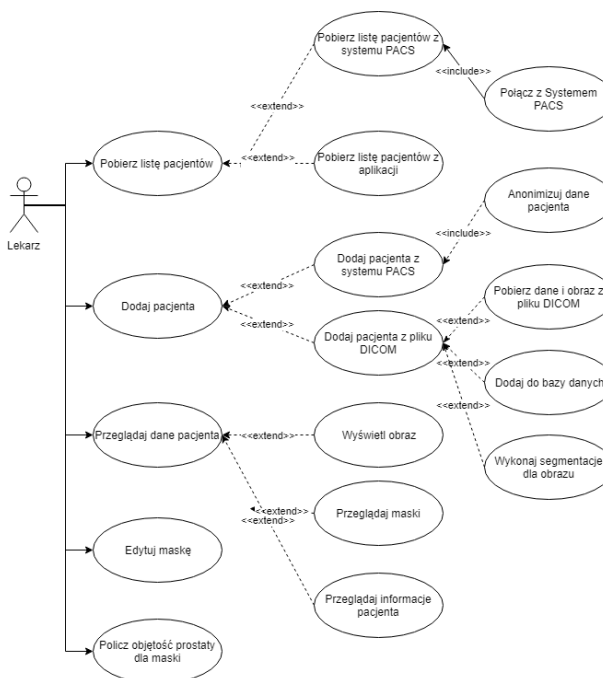 Pobierz listę pacjentów z
systemu PACS
<<include>>
Połącz z Systemem
PACS
<<extend>>
Pobierz listę pacjentów
<<extend>>
Pobierz listę pacjentów z
aplikacji
Anonimizuj dane
pacjenta
<<include>>
Lekarz
Dodaj pacjenta z
systemu PACS
<<extend>>
Pobierz dane i obraz z
pliku DICOM
<<extend>>
Dodaj pacjenta
<<extend>>
Dodaj pacjenta z pliku
DICOM
<<extend>>
Dodaj do bazy danych
<<extend>>
Przeglądaj dane pacjenta
<<extend>>
Wyświetl obraz
Wykonaj segmentacje
dla obrazu
<<extend>>
Przeglądaj maski
<<extend>>
Edytuj maskę
Przeglądaj informacje
pacjenta
Policz objętość prostaty
dla maski